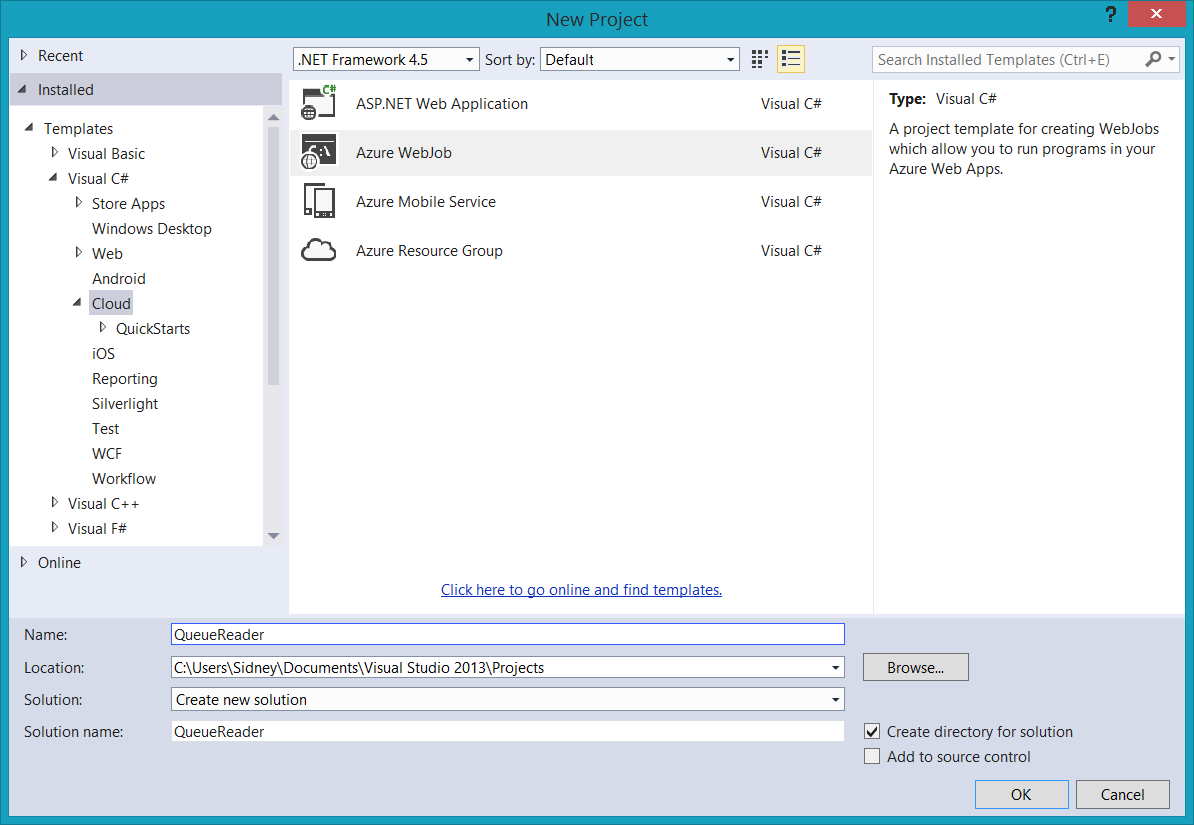 New Project
?
Recent
Installed
Templates
Visual Basic
Visual C#
Store Apps
Windows Desktop
Web
Android
Cloud
QuickStarts
iOS
Reporting
Silverlight
Test
WCF
Workflow
Visual C++
Visual F#
Online
.NET Framework 4.5 Sort by: Default
Search Installed Templates (Ctrl+E)
C# ASP.NET Web Application Visual C#
C:\ Azure WebJob Visual C#
Azure Mobile Service Visual C#
Azure Resource Group Visual C#
Click here to go online and find templates.
Type: Visual C#
A project template for creating WebJobs
which allow you to run programs in your
Azure Web Apps.
Name: QueueReader
Location: C:\Users\Sidney\Documents\Visual Studio 2013\Projects Browse...
Solution: Create new solution
Solution name: QueueReader
Create directory for solution
Add to source control
OK Cancel